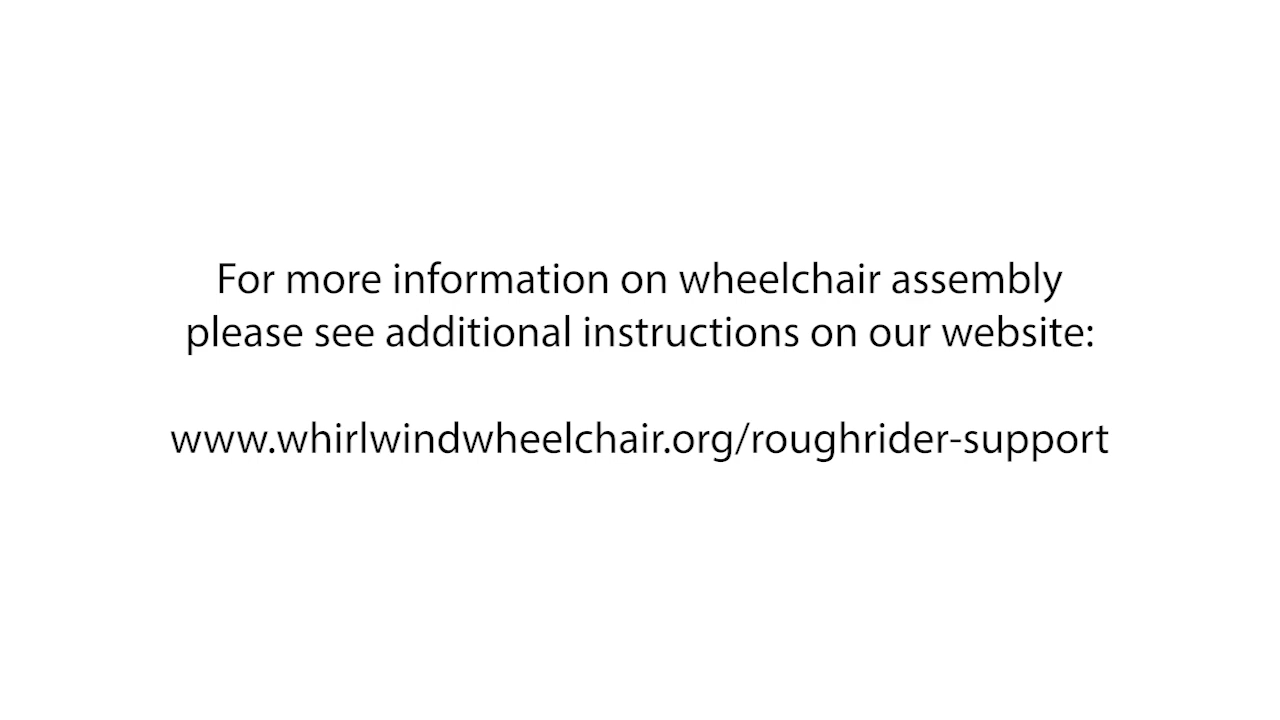 For more information on wheelchair assembly
please see additional instructions on our website:
www.whirlwindwheelchair.org/roughrider-support